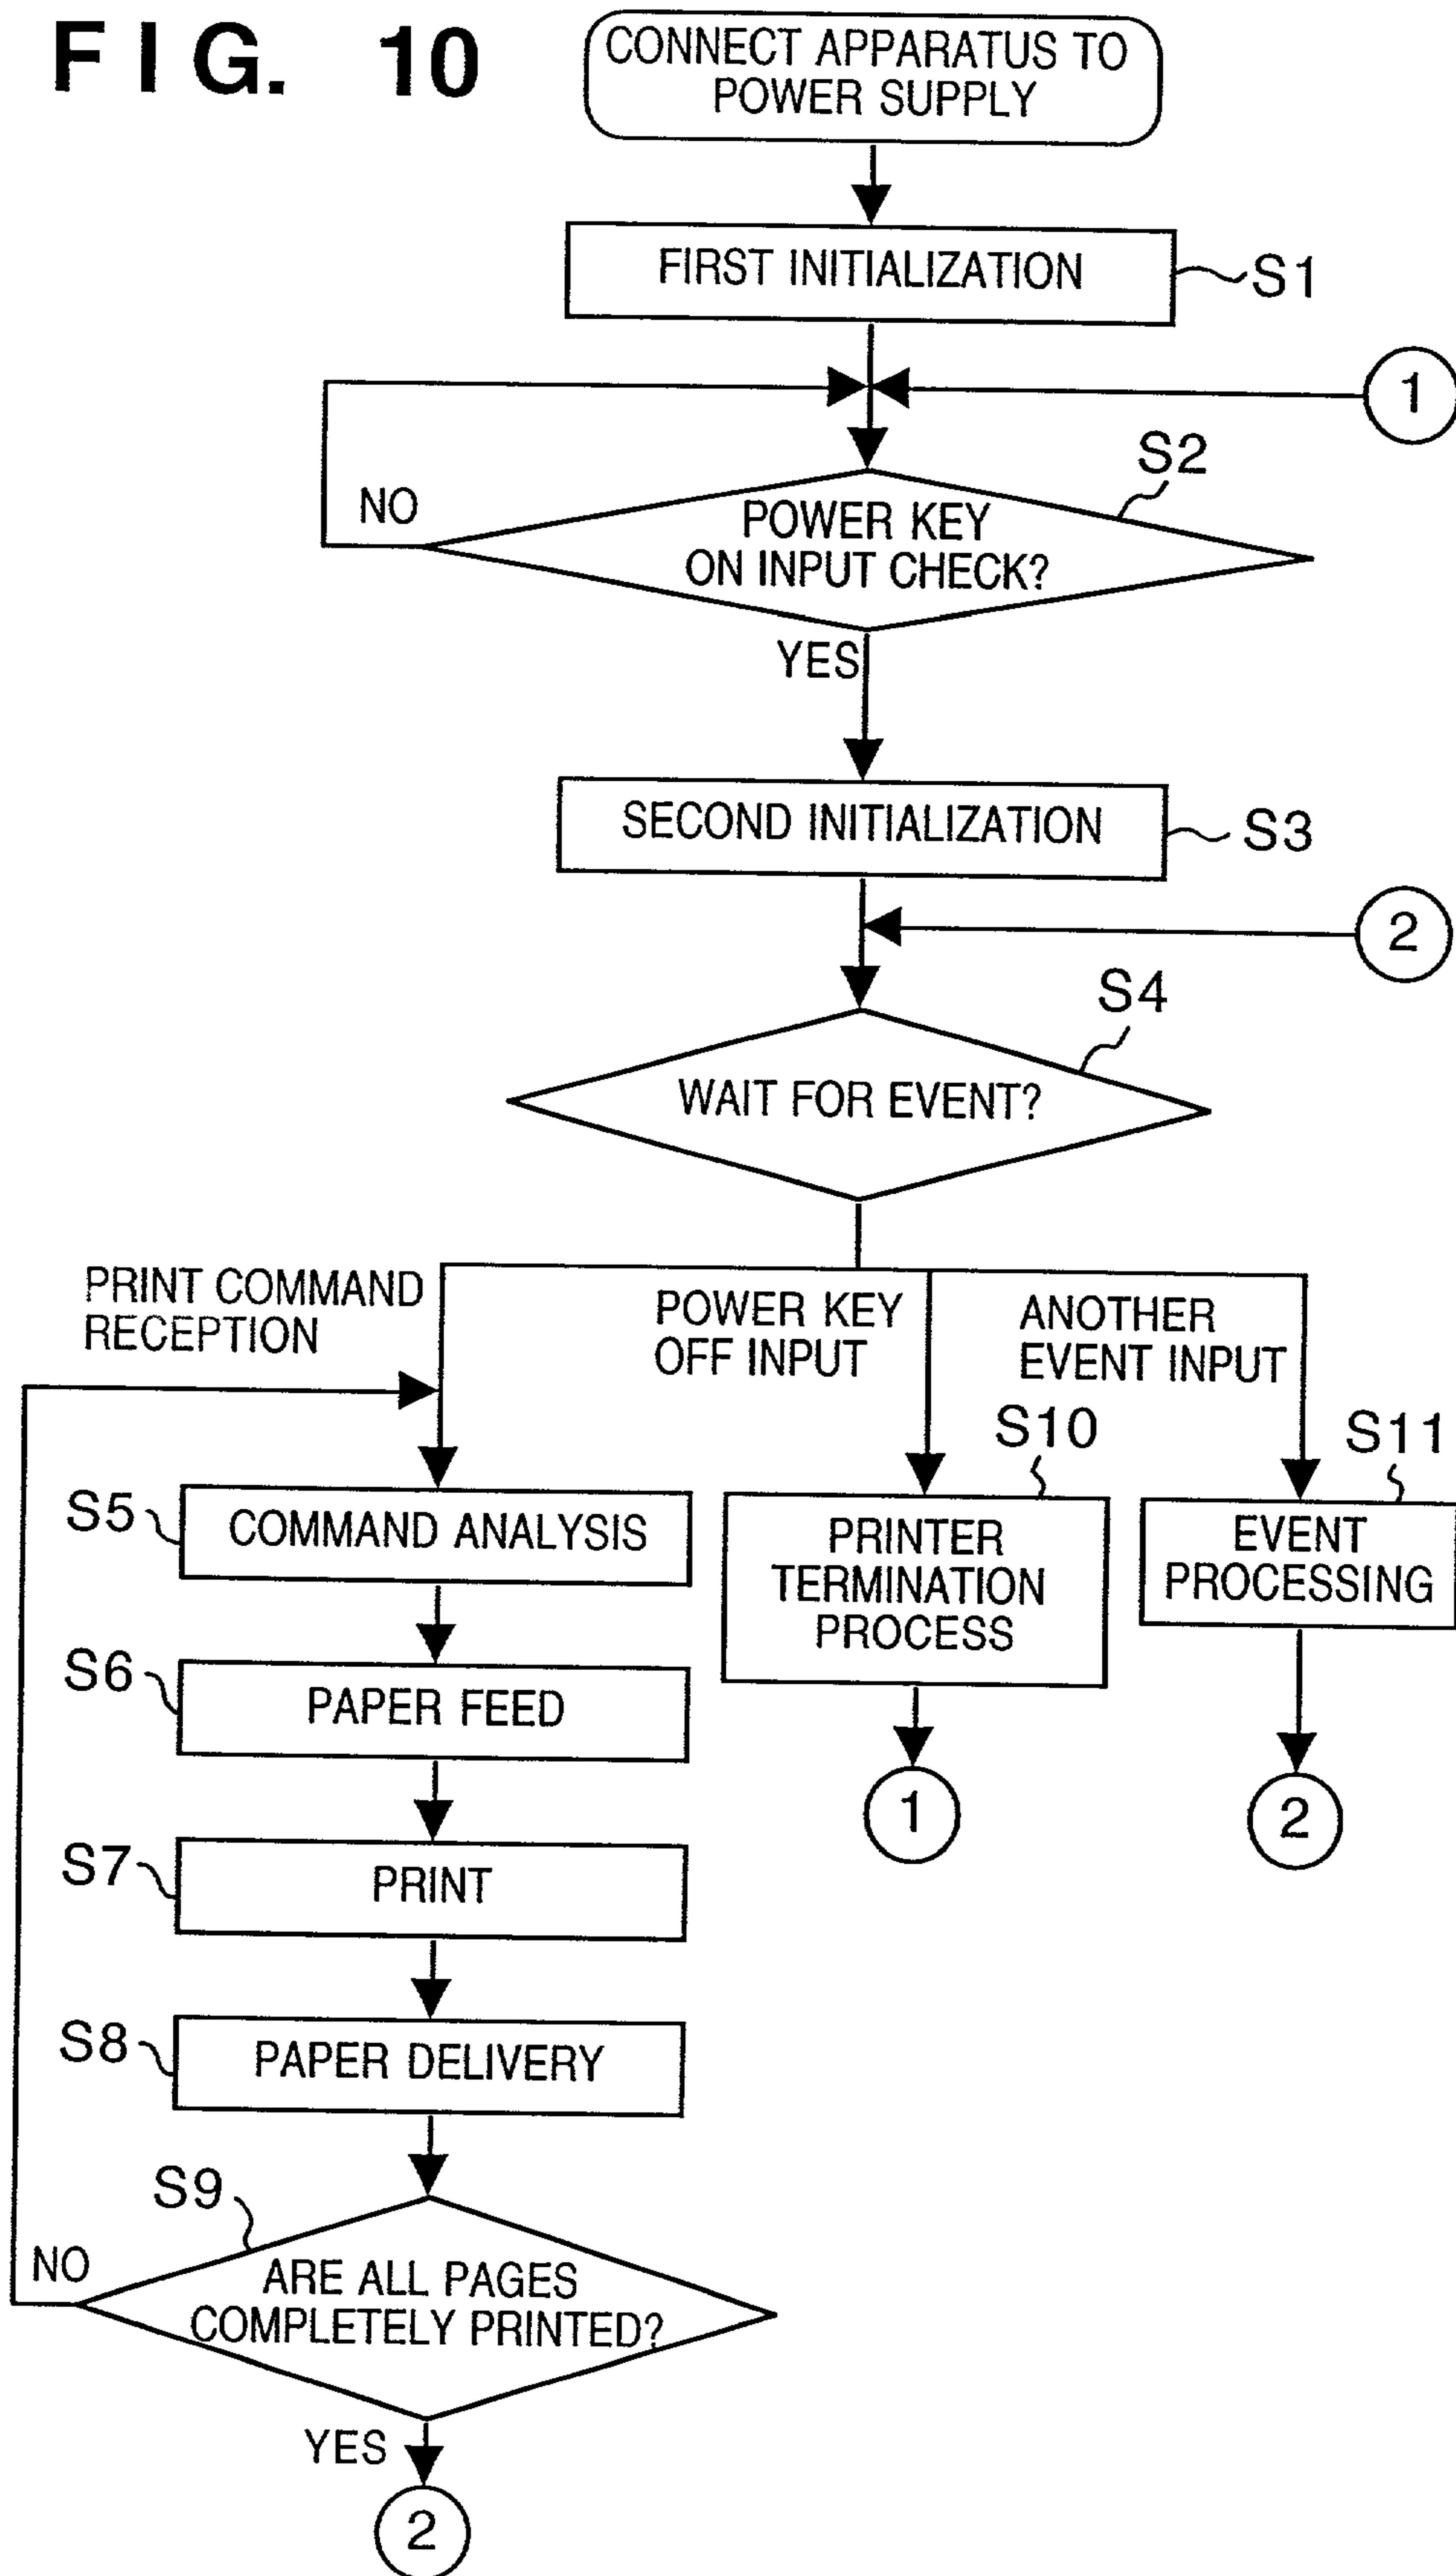 FIG. 10
CONNECT APPARATUS TO
POWER SUPPLY
FIRST INITIALIZATION
S1
1
S2
NO
POWER KEY
ON INPUT CHECK?
YES
SECOND INITIALIZATION
S3
2
S4
WAIT FOR EVENT?
PRINT COMMAND
RECEPTION
POWER KEY
OFF INPUT
ANOTHER
EVENT INPUT
S10
S11
S5
COMMAND ANALYSIS
PRINTER
TERMINATION
PROCESS
EVENT
PROCESSING
S6
PAPER FEED
1
2
S7
PRINT
S8
PAPER DELIVERY
S9
NO
ARE ALL PAGES
COMPLETELY PRINTED?
YES
2